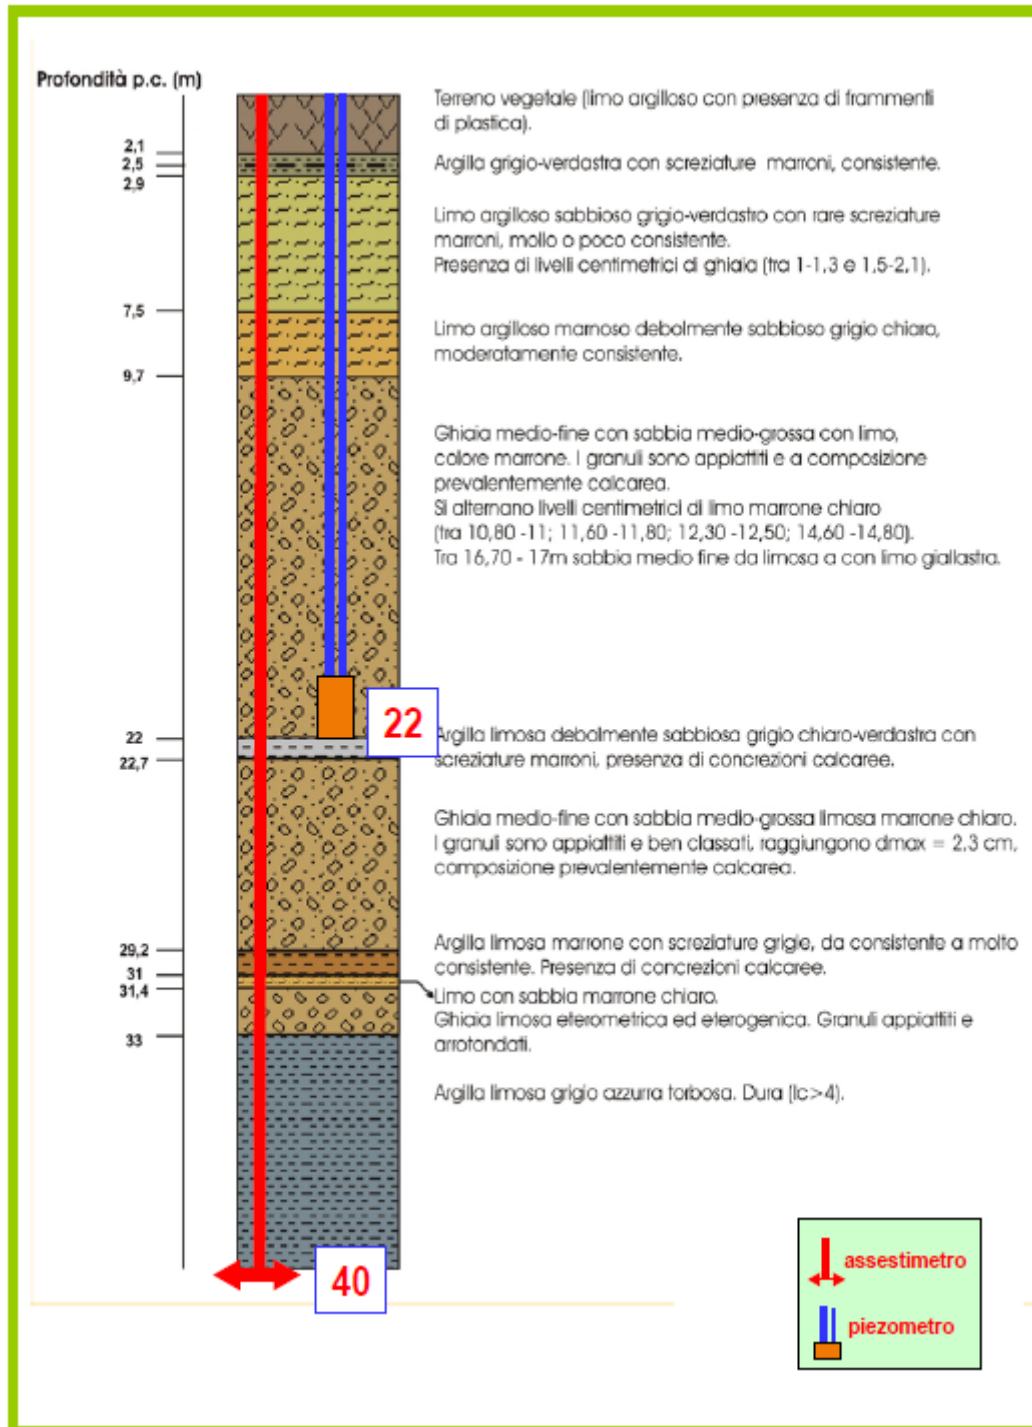 Profondità p.c. (m)
Terreno vegetale (limo argilloso con presenza di frammenti
di plastica).
2,1
2,5
2,9
Argilla grigio-verdastra con screziature marroni, consistente.
Limo argilloso sabbioso grigio-verdastro con rare screziature
marroni, mollo o poco consistente.
Presenza di livelli centimetrici di ghiaia (tra 1-1,3 e 1,5-2,1).
7,5
Limo argilloso marnoso debolmente sabbioso grigio chiaro,
moderatamente consistente.
9,7
Ghiaia medio-fine con sabbia medio-grossa con limo,
colore marrone. I granuli sono appiattiti e a composizione
prevalentemente calcarea.
Si alternano livelli centimetrici di limo marrone chiaro
(tra 10,80 -11; 11,60 -11,80; 12,30 -12,50; 14,60 -14,80).
Tra 16,70 - 17m sabbia medio fine da limosa a con limo giallastra.
22
22
22,7
Argilla limosa debolmente sabbiosa grigio chiaro-verdastra con
screziature marroni, presenza di concrezioni calcaree.
Ghiaia medio-fine con sabbia medio-grossa limosa marrone chiaro.
I granuli sono appiattiti e ben classati, raggiungono dmax = 2,3 cm,
composizione prevalentemente calcarea.
29,2
31
31,4
33
Argilla limosa marrone con screziature grigie, da consistente a molto
consistente. Presenza di concrezioni calcaree.
Limo con sabbia marrone chiaro.
Ghiaia limosa eterometrica ed eterogenica. Granuli appiattiti e
arrotondati.
Argilla limosa grigio azzurra torbosa. Dura (Ic>4).
40
assestimetro
piezometro